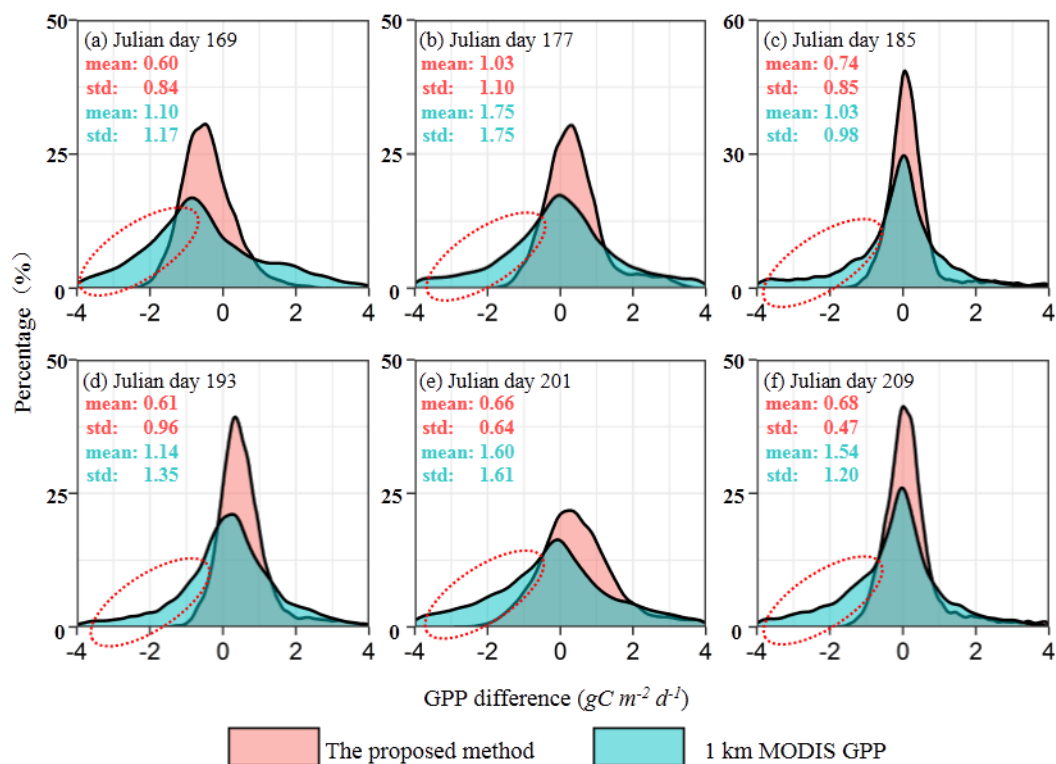 50
25
0
(a) Julian day 169
mean: 0.60
std: 0.84
mean: 1.10
std: 1.17
-4 -2 0 2 4
50
25
0
(b) Julian day 177
mean: 1.03
std: 1.10
mean: 1.75
std: 1.75
-4 -2 0 2 4
60
30
0
(c) Julian day 185
mean: 0.74
std: 0.85
mean: 1.03
std: 0.98
-4 -2 0 2 4
Percentage (%)
50
25
0
(d) Julian day 193
mean: 0.61
std: 0.96
mean: 1.14
std: 1.35
-4 -2 0 2 4
50
25
0
(e) Julian day 201
mean: 0.66
std: 0.64
mean: 1.60
std: 1.61
-4 -2 0 2 4
50
25
0
(f) Julian day 209
mean: 0.68
std: 0.47
mean: 1.54
std: 1.20
-4 -2 0 2 4
GPP difference (gC m⁻² d⁻¹)
The proposed method
1 km MODIS GPP